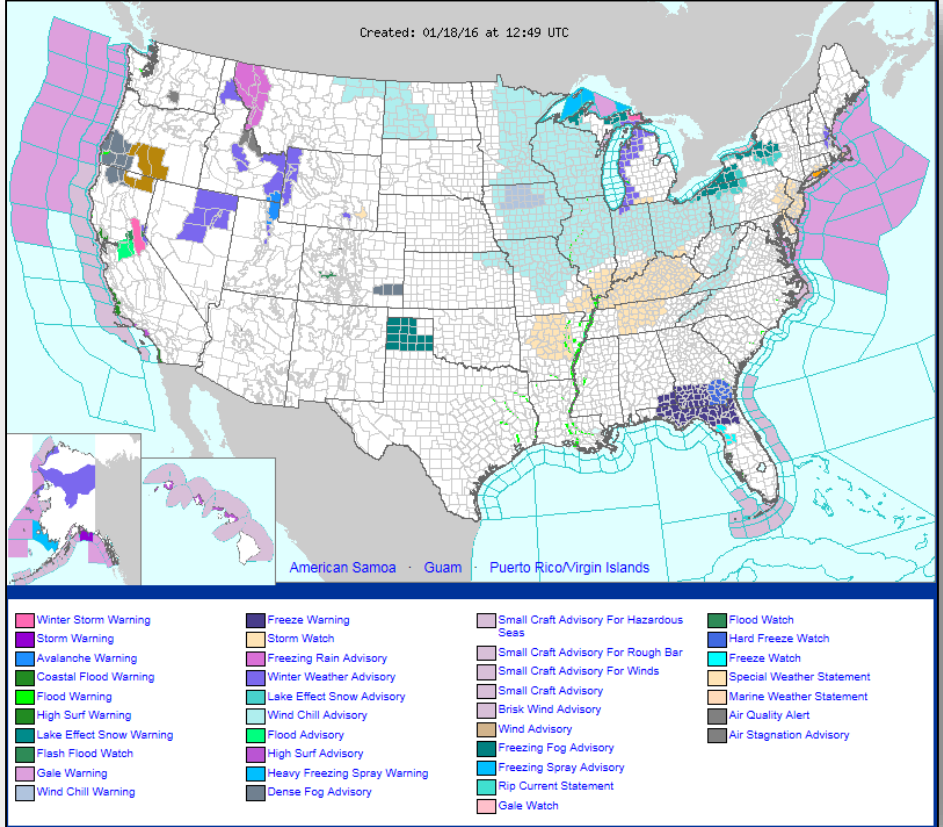 Created: 01/18/16 at 12:49 UTC
American Samoa · Guam · Puerto Rico/Virgin Islands
Winter Storm Warning
Storm Warning
Avalanche Warning
Coastal Flood Warning
Flood Warning
High Surf Warning
Lake Effect Snow Warning
Flash Flood Watch
Gale Warning
Wind Chill Warning
Freeze Warning
Storm Watch
Freezing Rain Advisory
Winter Weather Advisory
Lake Effect Snow Advisory
Wind Chill Advisory
Flood Advisory
High Surf Advisory
Heavy Freezing Spray Warning
Dense Fog Advisory
Small Craft Advisory For Hazardous
Seas
Small Craft Advisory For Rough Bar
Small Craft Advisory For Winds
Small Craft Advisory
Brisk Wind Advisory
Wind Advisory
Freezing Fog Advisory
Freezing Spray Advisory
Rip Current Statement
Gale Watch
Flood Watch
Hard Freeze Watch
Freeze Watch
Special Weather Statement
Marine Weather Statement
Air Quality Alert
Air Stagnation Advisory